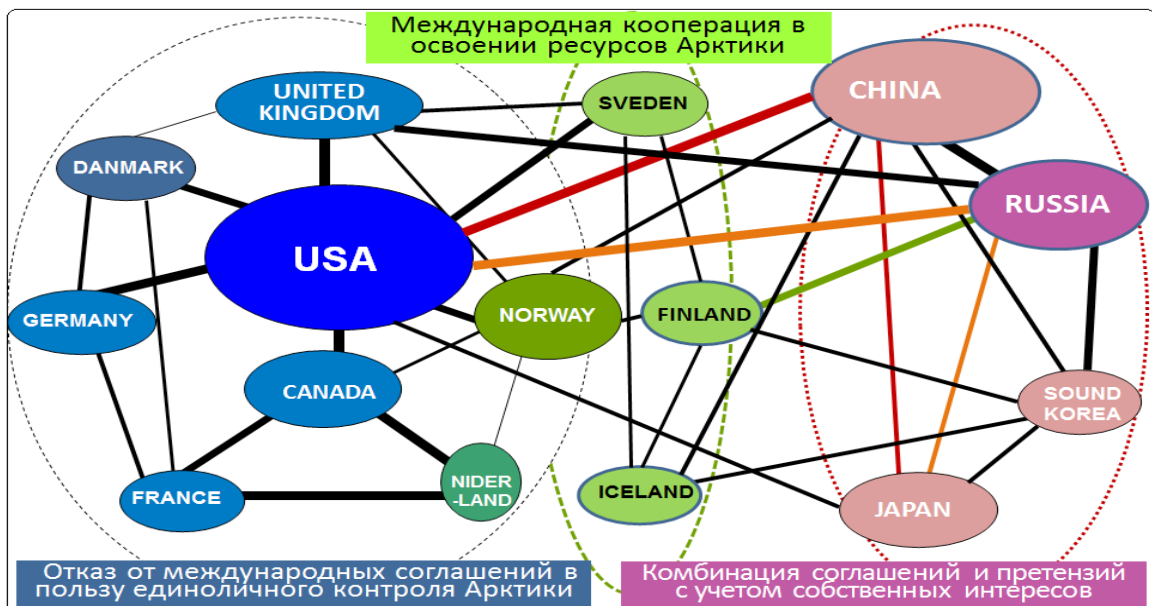 Международная кооперация в
освоении ресурсов Арктики
UNITED
KINGDOM
SVEDEN
CHINA
DANMARK
RUSSIA
USA
GERMANY
NORWAY
FINLAND
CANADA
SOUND
KOREA
NIDER
-LAND
FRANCE
ICELAND
JAPAN
Отказ от международных соглашений в
пользу единоличного контроля Арктики
Комбинация соглашений и претензий
с учетом собственных интересов